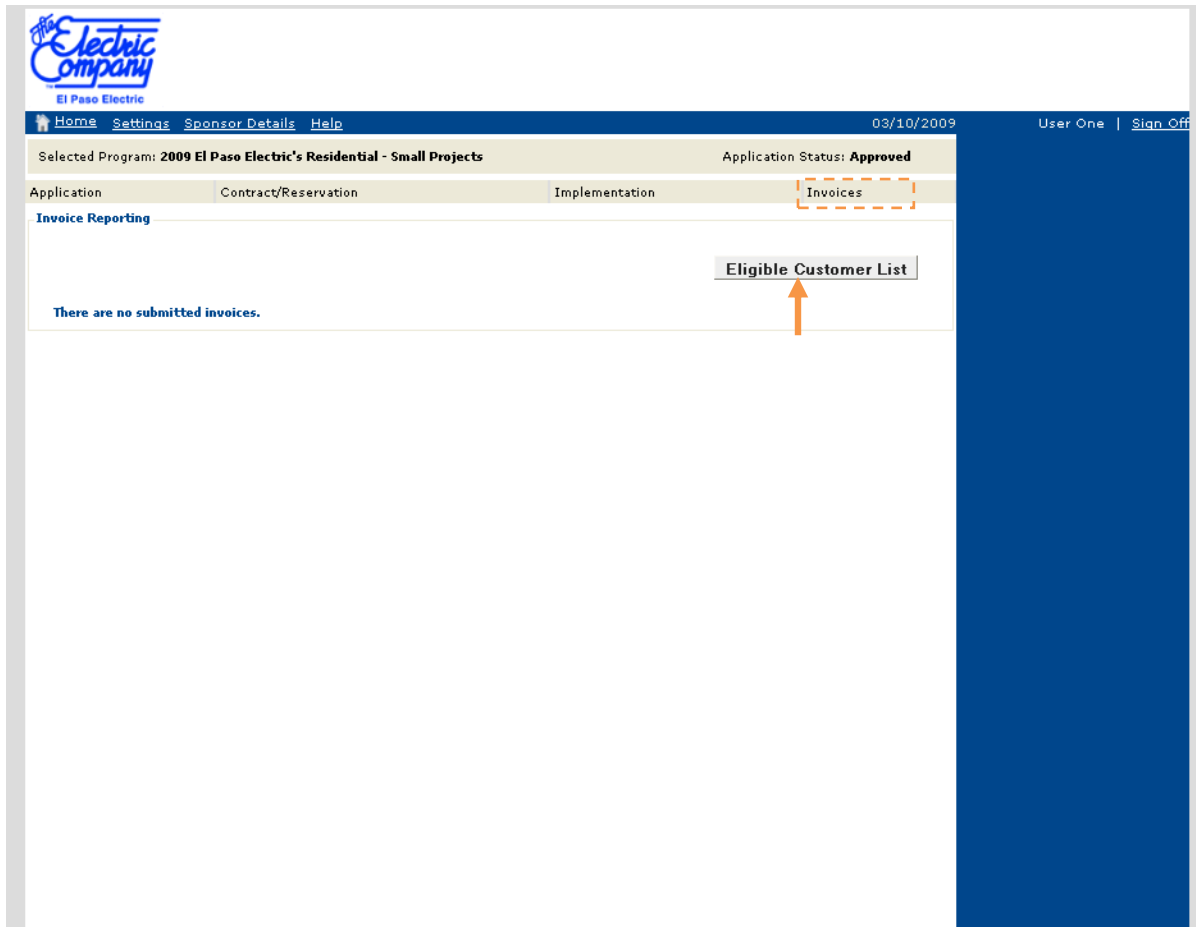 The
Electric
Company
El Paso Electric
Home Settings Sponsor Details Help 03/10/2009 User One | Sign Off
Selected Program: 2009 El Paso Electric's Residential - Small Projects Application Status: Approved
Application Contract/Reservation Implementation Invoices
Invoice Reporting
Eligible Customer List
There are no submitted invoices.